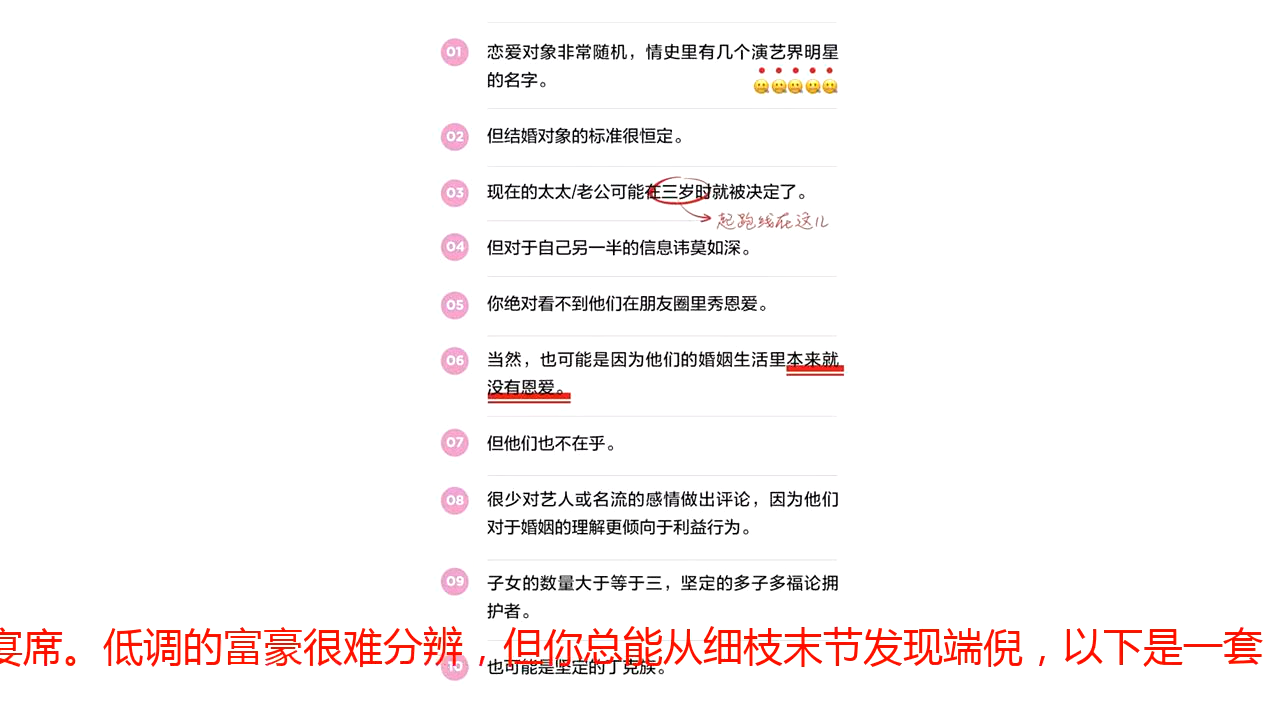 01 恋爱对象非常随机，情史里有几个演艺界明星
的名字。
02 但结婚对象的标准很恒定。
03 现在的太太/老公可能在三岁时就被决定了。
起跑线在这儿
04 但对于自己另一半的信息讳莫如深。
05 你绝对看不到他们在朋友圈里秀恩爱。
06 当然，也可能是因为他们的婚姻生活里本来就
没有恩爱。
07 但他们也不在乎。
08 很少对艺人或名流的感情做出评论，因为他们
对于婚姻的理解更倾向于利益行为。
09 子女的数量大于等于三，坚定的多子多福论拥
护者。
宴席。低调的富豪很难分辨，但你总能从细枝末节发现端倪，以下是一套
10 也可能是坚定的丁克族。